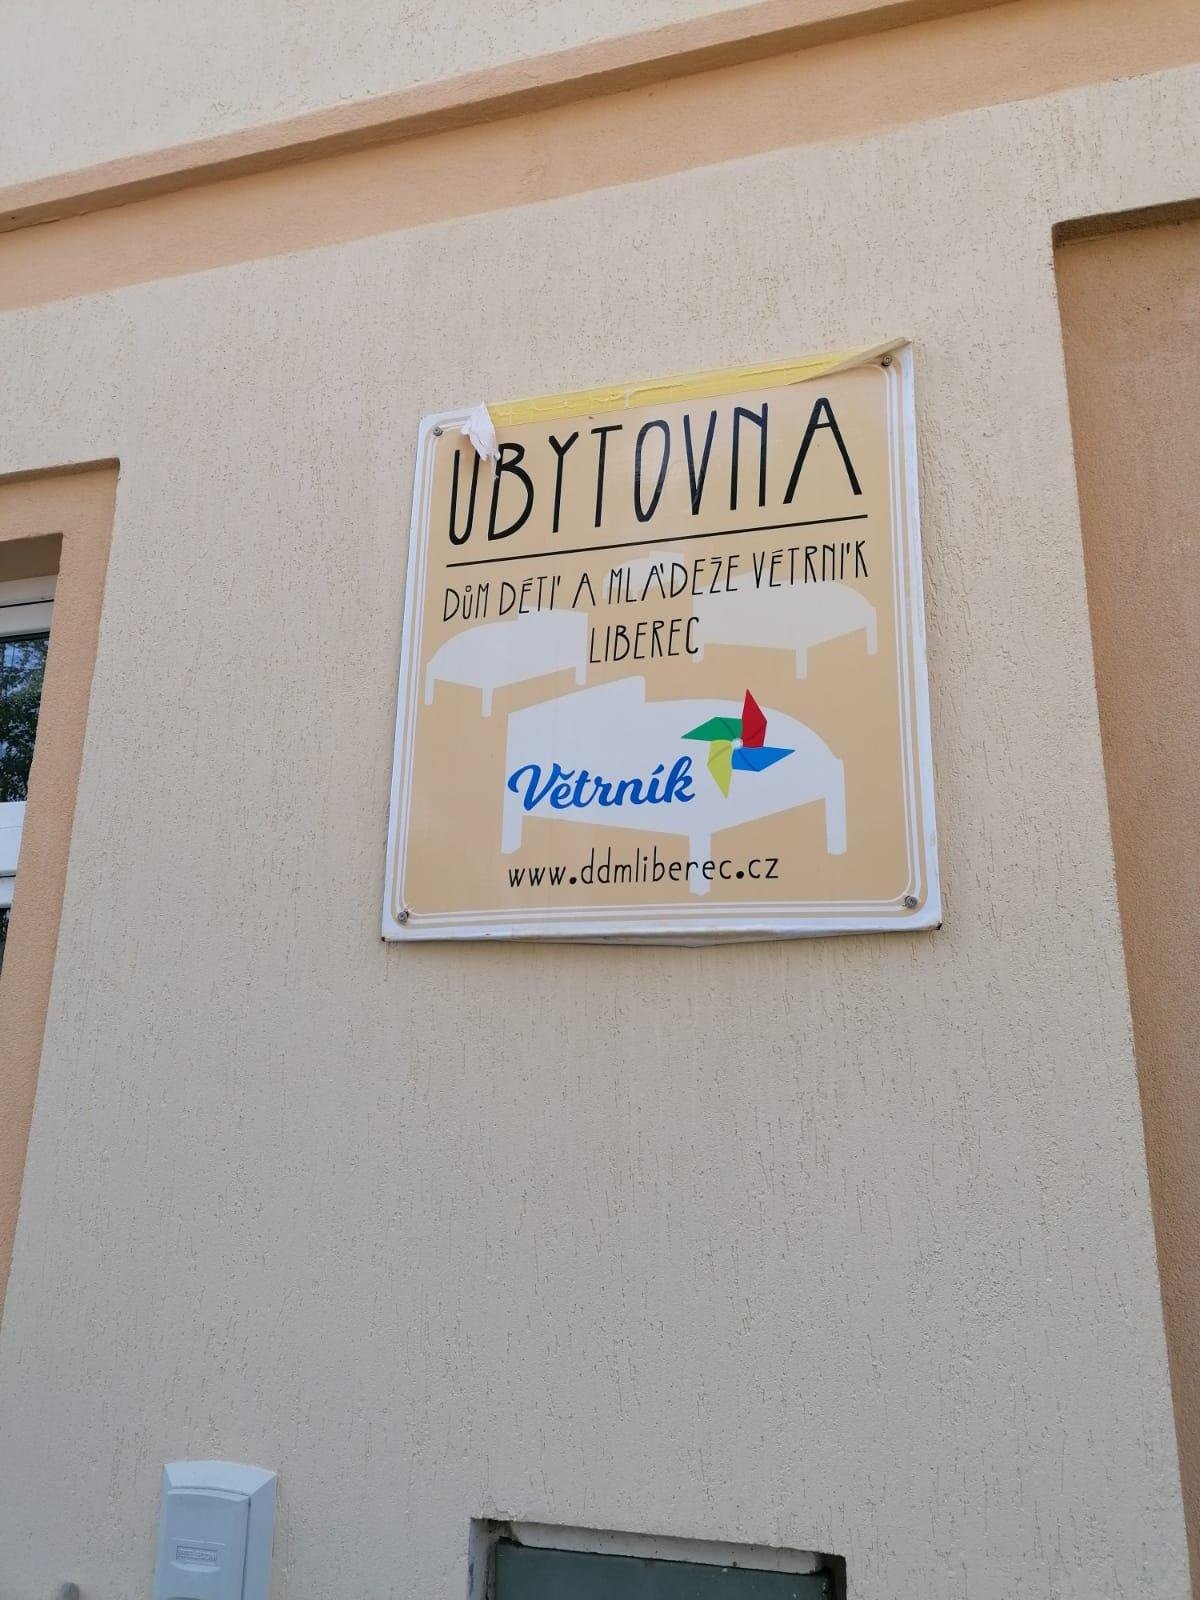 UBYTOVNA
DŮM DĚTÍ A MLÁDEŽE VĚTRNÍK
LIBEREC
Větrník
www.ddmliberec.cz